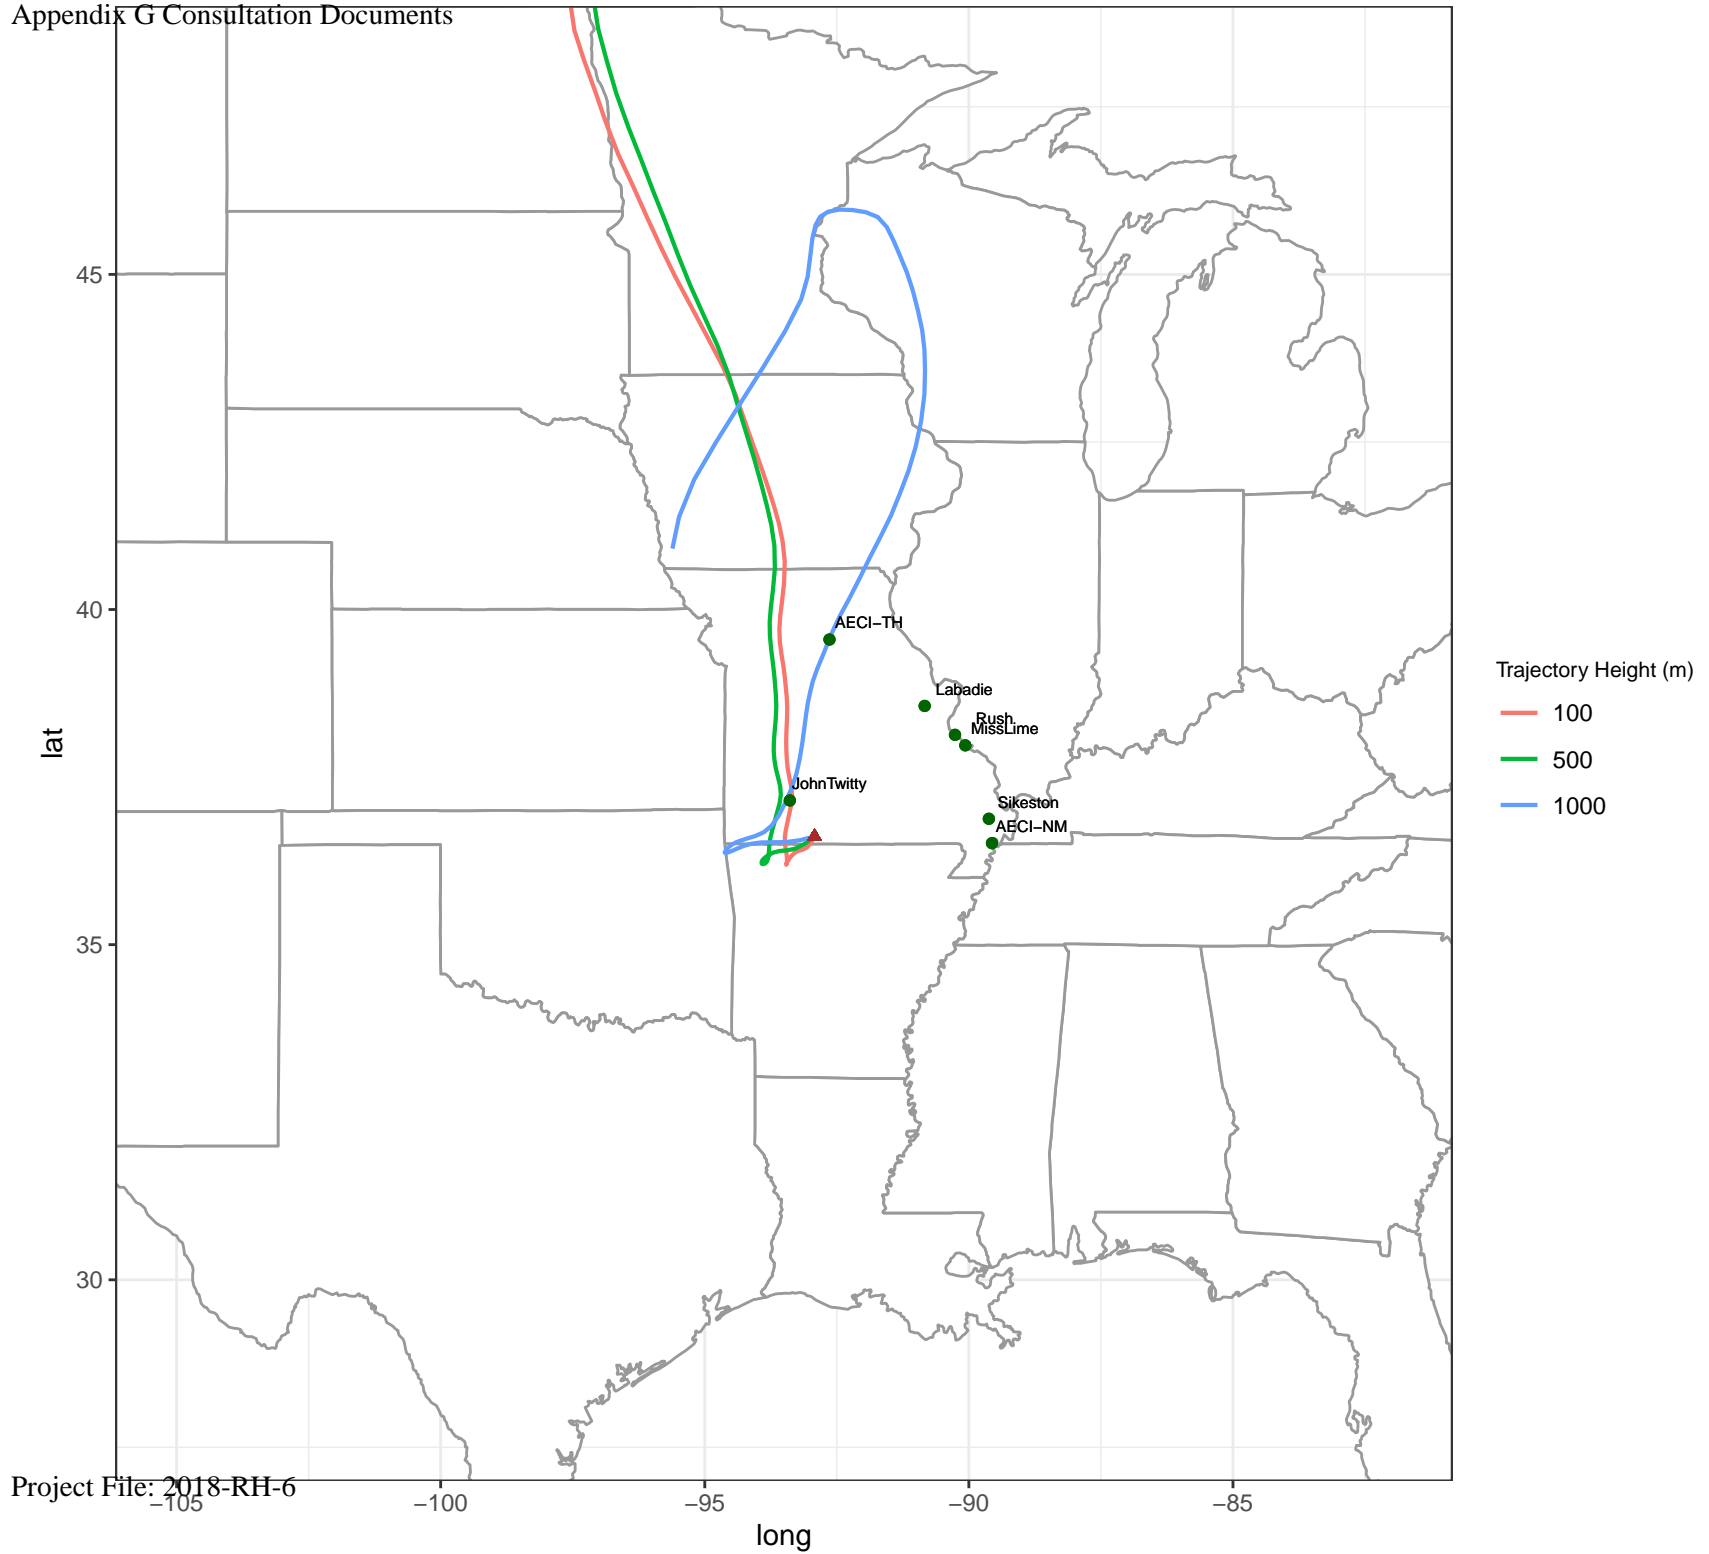 Appendix G Consultation Documents
45
40
35
30
lat
AECI−TH
Labadie
Rush
MissLime
JohnTwitty
Sikeston
AECI−NM
Trajectory Height (m)
100
500
1000
Project File: 2018-RH-6
−105
−100
−95
−90
−85
long